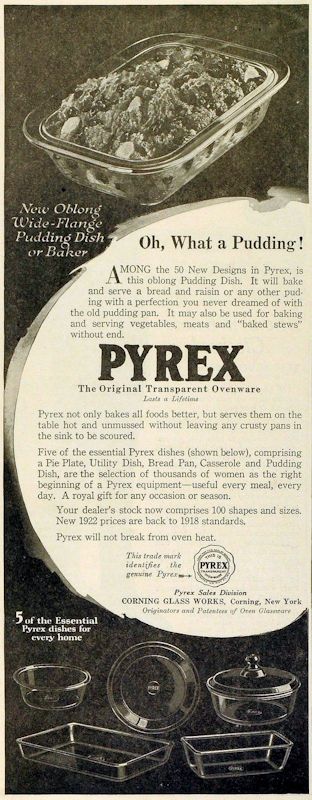 New Oblong
Wide-Flange
Pudding Dish
or Baker
Oh, What a Pudding!
AMONG the 50 New Designs in Pyrex, is
this oblong Pudding Dish. It will bake
and serve a bread and raisin or any other pud-
ding with a perfection you never dreamed of with
the old pudding pan. It may also be used for baking
and serving vegetables, meats and "baked stews"
without end.
PYREX
The Original Transparent Ovenware
Lasts a Lifetime
Pyrex not only bakes all foods better, but serves them on the
table hot and unmussed without leaving any crusty pans in
the sink to be scoured.
Five of the essential Pyrex dishes (shown below), comprising
a Pie Plate, Utility Dish, Bread Pan, Casserole and Pudding
Dish, are the selection of thousands of women as the right
beginning of a Pyrex equipment—useful every meal, every
day. A royal gift for any occasion or season.
Your dealer's stock now comprises 100 shapes and sizes.
New 1922 prices are back to 1918 standards.
Pyrex will not break from oven heat.
This trade mark
identifies the
genuine Pyrex
THIS IS
PYREX
TRANSPARENT
Pyrex Sales Division
CORNING GLASS WORKS, Corning, New York
Originators and Patentees of Oven Glassware
5 of the Essential
Pyrex dishes for
every home
PYREX